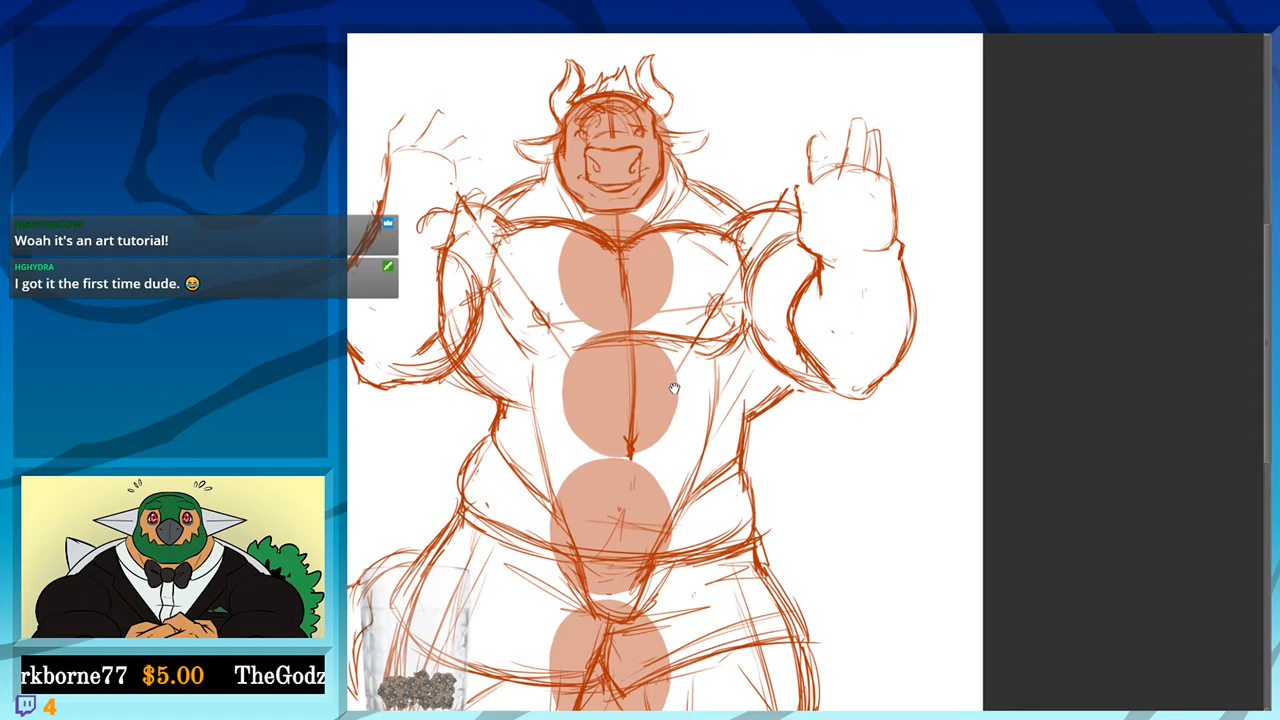 Woah it's an art tutorial!
HGHYDRA
I got it the first time dude. 😂
rkborne77 $5.00 TheGodz
4